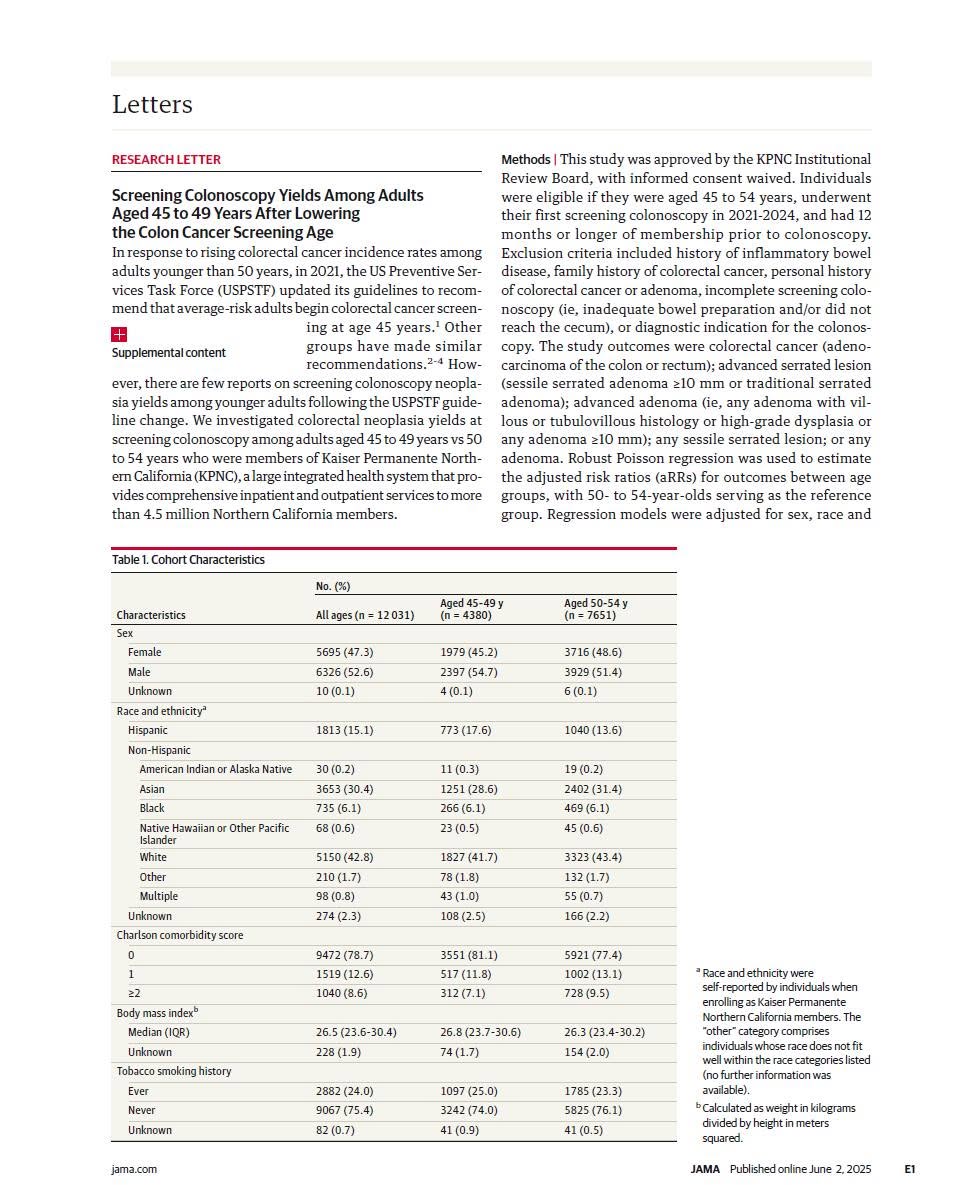 Letters
RESEARCH LETTER
Screening Colonoscopy Yields Among Adults
Aged 45 to 49 Years After Lowering
the Colon Cancer Screening Age
In response to rising colorectal cancer incidence rates among
adults younger than 50 years, in 2021, the US Preventive Ser-
vices Task Force (USPSTF) updated its guidelines to recom-
mend that average-risk adults begin colorectal cancer screen-
ing at age 45 years.¹ Other
groups have made similar
recommendations.²⁻⁴ How-
Supplemental content
ever, there are few reports on screening colonoscopy neopla-
sia yields among younger adults following the USPSTF guide-
line change. We investigated colorectal neoplasia yields at
screening colonoscopy among adults aged 45 to 49 years vs 50
to 54 years who were members of Kaiser Permanente North-
ern California (KPNC), a large integrated health system that pro-
vides comprehensive inpatient and outpatient services to more
than 4.5 million Northern California members.
Methods | This study was approved by the KPNC Institutional
Review Board, with informed consent waived. Individuals
were eligible if they were aged 45 to 54 years, underwent
their first screening colonoscopy in 2021-2024, and had 12
months or longer of membership prior to colonoscopy.
Exclusion criteria included history of inflammatory bowel
disease, family history of colorectal cancer, personal history
of colorectal cancer or adenoma, incomplete screening colo-
noscopy (ie, inadequate bowel preparation and/or did not
reach the cecum), or diagnostic indication for the colonos-
copy. The study outcomes were colorectal cancer (adeno-
carcinoma of the colon or rectum); advanced serrated lesion
(sessile serrated adenoma ≥10 mm or traditional serrated
adenoma); advanced adenoma (ie, any adenoma with vil-
lous or tubulovillous histology or high-grade dysplasia or
any adenoma ≥10 mm); any sessile serrated lesion; or any
adenoma. Robust Poisson regression was used to estimate
the adjusted risk ratios (aRRs) for outcomes between age
groups, with 50- to 54-year-olds serving as the reference
group. Regression models were adjusted for sex, race and
Table 1. Cohort Characteristics
No. (%)
Characteristics All ages (n = 12 031) Aged 45-49 y (n = 4380) Aged 50-54 y (n = 7651)
Sex
Female 5695 (47.3) 1979 (45.2) 3716 (48.6)
Male 6326 (52.6) 2397 (54.7) 3929 (51.4)
Unknown 10 (0.1) 4 (0.1) 6 (0.1)
Race and ethnicityᵃ
Hispanic 1813 (15.1) 773 (17.6) 1040 (13.6)
Non-Hispanic
American Indian or Alaska Native 30 (0.2) 11 (0.3) 19 (0.2)
Asian 3653 (30.4) 1251 (28.6) 2402 (31.4)
Black 735 (6.1) 266 (6.1) 469 (6.1)
Native Hawaiian or Other Pacific Islander 68 (0.6) 23 (0.5) 45 (0.6)
White 5150 (42.8) 1827 (41.7) 3323 (43.4)
Other 210 (1.7) 78 (1.8) 132 (1.7)
Multiple 98 (0.8) 43 (1.0) 55 (0.7)
Unknown 274 (2.3) 108 (2.5) 166 (2.2)
Charlson comorbidity score
0 9472 (78.7) 3551 (81.1) 5921 (77.4)
1 1519 (12.6) 517 (11.8) 1002 (13.1)
≥2 1040 (8.6) 312 (7.1) 728 (9.5)
Body mass indexᵇ
Median (IQR) 26.5 (23.6-30.4) 26.8 (23.7-30.6) 26.3 (23.4-30.2)
Unknown 228 (1.9) 74 (1.7) 154 (2.0)
Tobacco smoking history
Ever 2882 (24.0) 1097 (25.0) 1785 (23.3)
Never 9067 (75.4) 3242 (74.0) 5825 (76.1)
Unknown 82 (0.7) 41 (0.9) 41 (0.5)
ᵃ Race and ethnicity were
self-reported by individuals when
enrolling as Kaiser Permanente
Northern California members. The
"other" category comprises
individuals whose race does not fit
well within the race categories listed
(no further information was
available).
ᵇ Calculated as weight in kilograms
divided by height in meters
squared.
jama.com
JAMA Published online June 2, 2025 E1